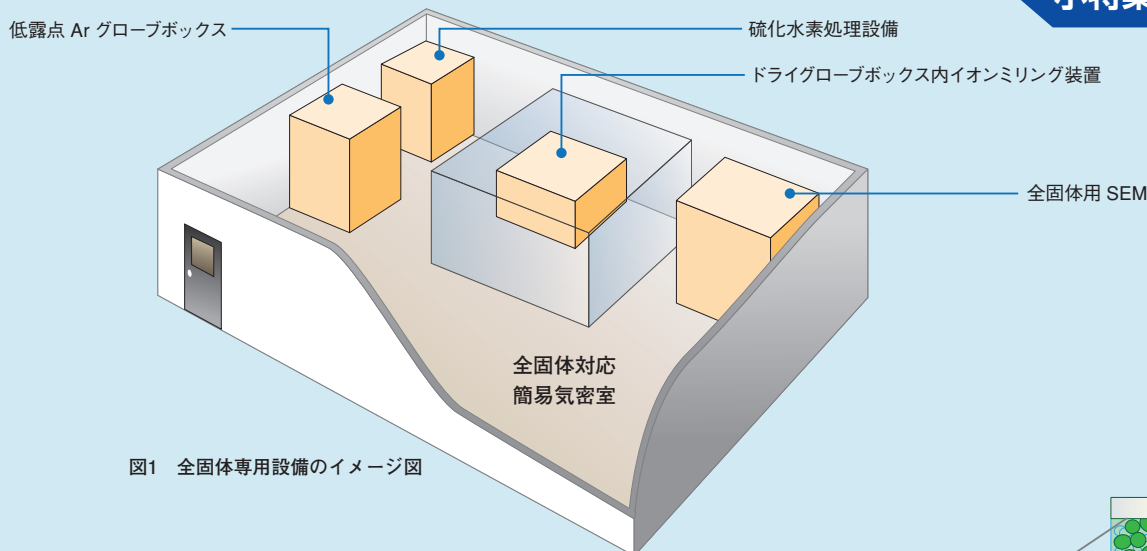 低露点 Ar グローブボックス
硫化水素処理設備
ドライグローブボックス内イオンミリング装置
全固体用 SEM
全固体対応
簡易気密室
図1 全固体専用設備のイメージ図